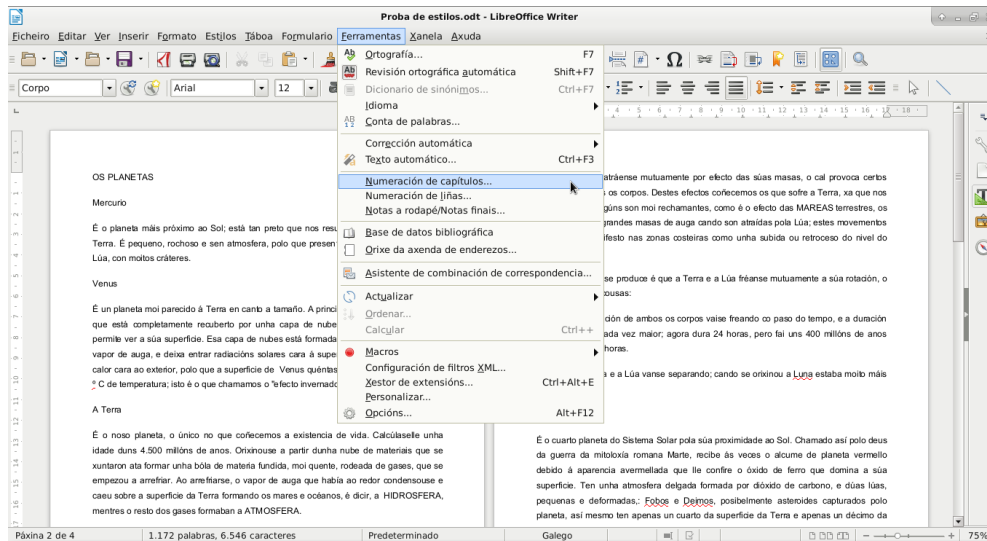 Proba de estilos.odt - LibreOffice Writer
Ficheiro Editar Ver Inserir Formato Estilos Táboa Formulario Ferramentas Xanela Axuda
Corpo
Arial
12
Ortografía... F7
Revisión ortográfica automática Shift+F7
Dicionario de sinónimos... Ctrl+F7
Idioma
Conta de palabras...
Corrección automática
Texto automático... Ctrl+F3
Numeración de capítulos...
Numeración de liñas...
Notas a rodapé/Notas finais...
Base de datos bibliográfica
Orixe da axenda de enderezos...
Asistente de combinación de correspondencia...
Actualizar
Ordenar...
Calcular Ctrl++
Macros
Configuración de filtros XML...
Xestor de extensións... Ctrl+Alt+E
Personalizar...
Opcións... Alt+F12
OS PLANETAS
Mercurio
É o planeta máis próximo ao Sol; está tan preto que nos
Terra. É pequeno, rochoso e sen atmosfera, polo que
Lúa, con moitos cráteres.
Venus
É un planeta moi parecido á Terra en canto a tamaño. A
que está completamente recuberto por unha capa de
permite ver a súa superficie. Esa capa de nubes está
vapor de auga, e deixa entrar radiacións solares cara á
calor cara ao exterior, polo que a superficie de Venus
º C de temperatura; isto é o que chamamos o "efecto
A Terra
É o noso planeta, o único no que coñecemos a existencia de vida. Calcúlaselle unha
idade duns 4.500 millóns de anos. Orixinouse a partir dunha nube de materiais que se
xuntaron ata formar unha bóla de materia fundida, moi quente, rodeada de gases, que se
empezou a arrefriar. Ao arrefriarse, o vapor de auga que había ao redor condensouse e
caeu sobre a superficie da Terra formando os mares e océanos, é dicir, a HIDROSFERA,
mentres o resto dos gases formaban a ATMOSFERA.
atráense mutuamente por efecto das súas masas, o cal provoca certos
os corpos. Destes efectos coñecemos os que sofre a Terra, xa que nos
son moi rechamantes, como é o efecto das MAREAS terrestres, os
grandes masas de auga cando son atraídas pola Lúa; estes movementos
nas zonas costeiras como unha subida ou retroceso do nivel do
se produce é que a Terra e a Lúa fréanse mutuamente a súa rotación, o
de ambos os corpos vaise freando co paso do tempo, e a duración
vez maior; agora dura 24 horas, pero fai uns 400 millóns de anos
horas.
e a Lúa vanse separando; cando se orixinou a Luna estaba moito máis
É o cuarto planeta do Sistema Solar pola súa proximidade ao Sol. Chamado así polo deus
da guerra da mitoloxía romana Marte, recibe ás veces o alcume de planeta vermello
debido á aparencia avermellada que lle confire o óxido de ferro que domina a súa
superficie. Ten unha atmosfera delgada formada por dióxido de carbono, e dúas lúas,
pequenas e deformadas,: Fobos e Deimos, posibelmente asteroides capturados polo
planeta, así mesmo ten apenas un cuarto da superficie da Terra e apenas un décimo da
Páxina 2 de 4 1.172 palabras, 6.546 caracteres Predeterminado Galego 75%